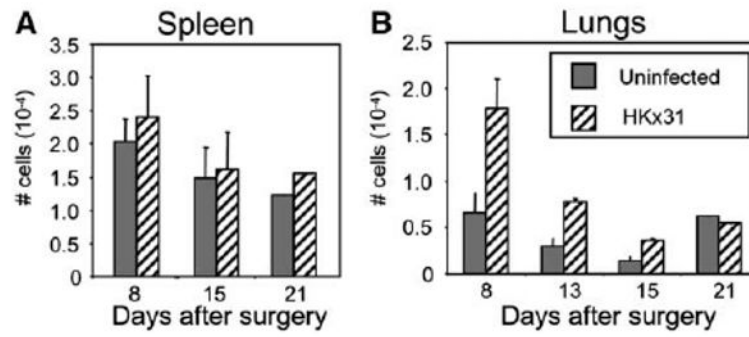 A Spleen
3.5
3.0
2.5
2.0
1.5
1.0
0.5
0
# cells (10⁻⁴)
8 15 21
Days after surgery
B Lungs
2.5
2.0
1.5
1.0
0.5
0
# cells (10⁻⁴)
Uninfected
HKx31
8 13 15 21
Days after surgery